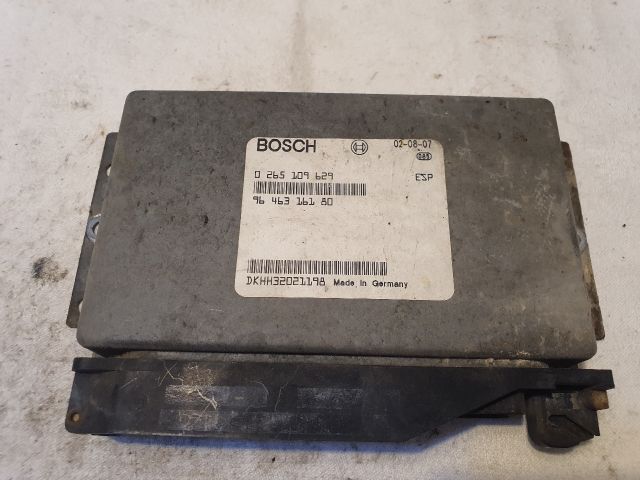 BOSCH 02-08-07
0 265 109 629 ESP
96 463 161 80
DKHH32021198 Made in Germany